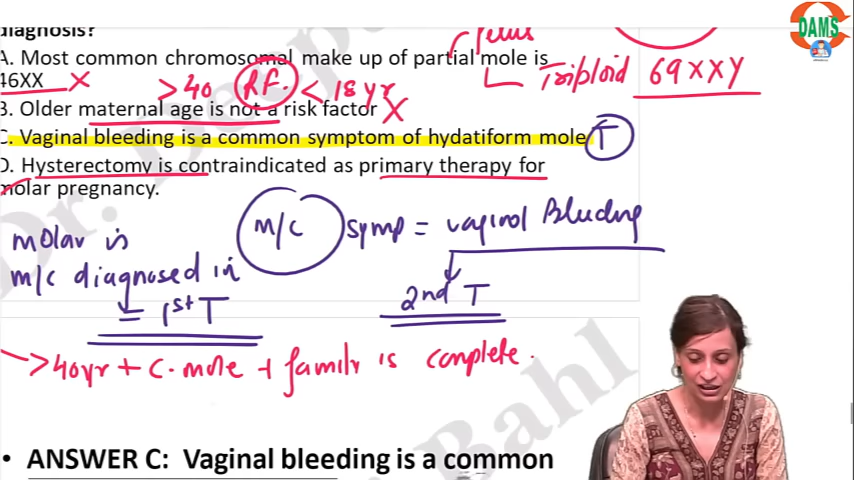 diagnosis?
fetus
DAMS
A. Most common chromosomal make up of partial mole is
46XX X
Triploid 69XXY
>40 R.F. < 18 yr
B. Older maternal age is not a risk factor X
C. Vaginal bleeding is a common symptom of hydatiform mole T
D. Hysterectomy is contraindicated as primary therapy for
molar pregnancy.
molar is
m/c diagnosed in
= 1st T
m/c symp = vaginal Bleeding
2nd T
>40yr + C. mole + family is complete.
Bahl
• ANSWER C: Vaginal bleeding is a common